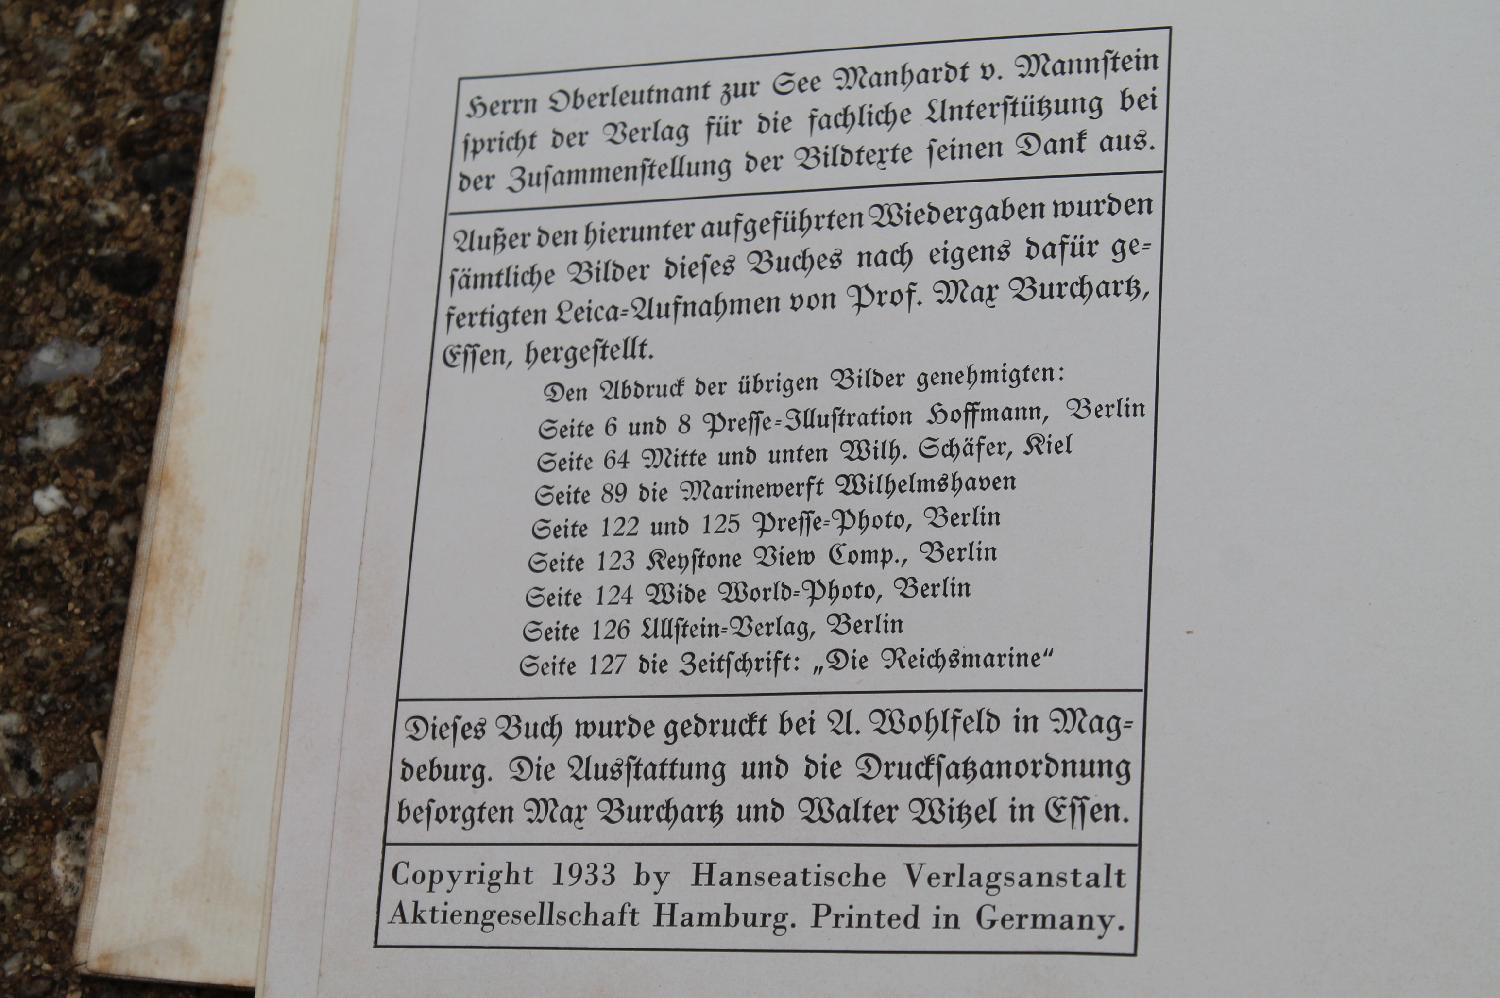 Herrn Oberleutnant zur See Manhardt v. Mannſtein
ſpricht der Verlag für die fachliche Unterſtützung bei
der Zuſammenſtellung der Bildtexte ſeinen Dank aus.
Außer den hierunter aufgeführten Wiedergaben wurden
ſämtliche Bilder dieſes Buches nach eigens dafür ge-
fertigten Leica-Aufnahmen von Prof. Max Burchartz,
Eſſen, hergeſtellt.
Den Abdruck der übrigen Bilder genehmigten:
Seite 6 und 8 Preſſe-Illuſtration Hoffmann, Berlin
Seite 64 Mitte und unten Wilh. Schäfer, Kiel
Seite 89 die Marinewerft Wilhelmshaven
Seite 122 und 125 Preſſe-Photo, Berlin
Seite 123 Keyſtone View Comp., Berlin
Seite 124 Wide World-Photo, Berlin
Seite 126 Ullſtein-Verlag, Berlin
Seite 127 die Zeitſchrift: „Die Reichsmarine“
Dieſes Buch wurde gedruckt bei A. Wohlfeld in Mag-
deburg. Die Ausſtattung und die Druckſatzanordnung
beſorgten Max Burchartz und Walter Witzel in Eſſen.
Copyright 1933 by Hanseatische Verlagsanstalt
Aktiengesellschaft Hamburg. Printed in Germany.